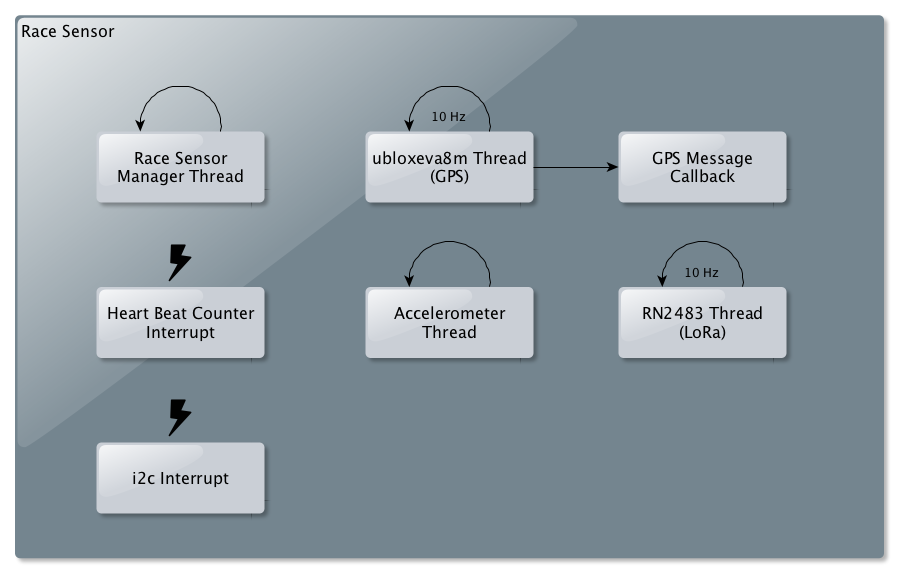 Race Sensor
Race Sensor
Manager Thread
10 Hz
ubloxeva8m Thread
(GPS)
GPS Message
Callback
Heart Beat Counter
Interrupt
Accelerometer
Thread
10 Hz
RN2483 Thread
(LoRa)
i2c Interrupt